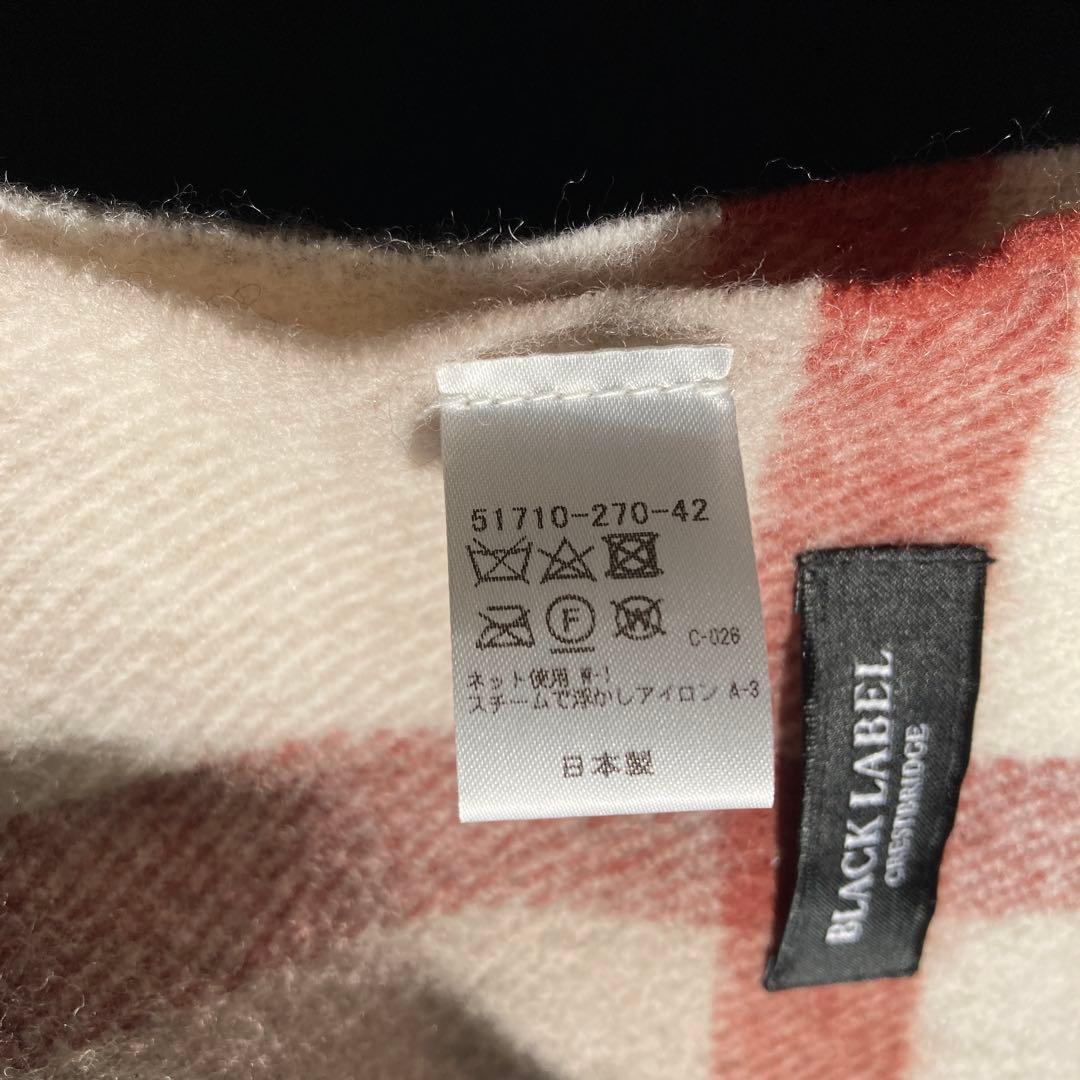 51710-270-42
F
W
C-026
ネット使用 W-1
スチームで浮かしアイロン A-3
日本製
BLACK LABEL
CRESTBRIDGE